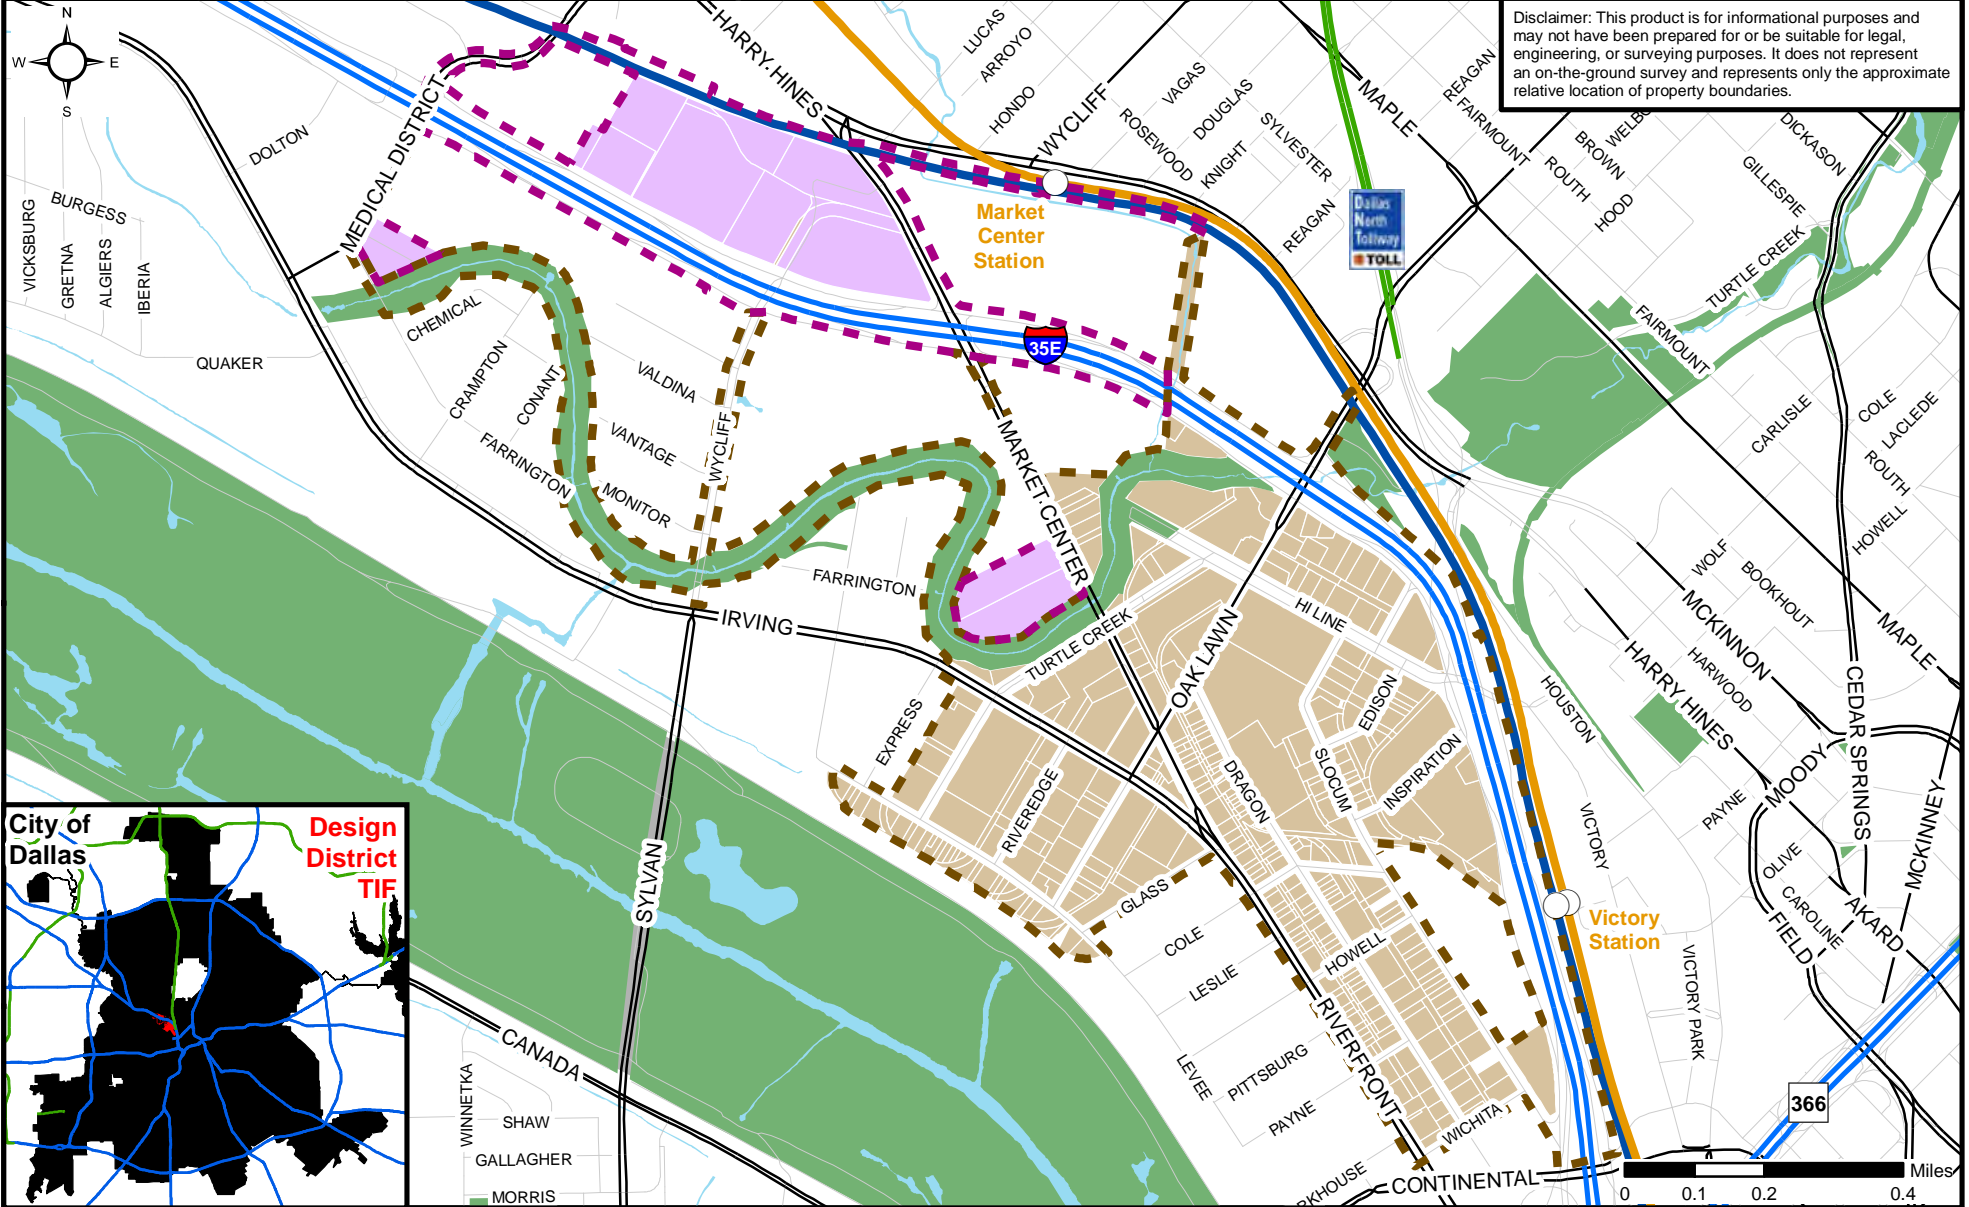 N
W E
S
Disclaimer: This product is for informational purposes and
may not have been prepared for or be suitable for legal,
engineering, or surveying purposes. It does not represent
an on-the-ground survey and represents only the approximate
relative location of property boundaries.
HARRY HINES
LUCAS
ARROYO
HONDO
WYCLIFF
VAGAS
DOUGLAS
ROSEWOOD
KNIGHT
SYLVESTER
REAGAN
MAPLE
REAGAN
FAIRMOUNT
BROWN
ROUTH
HOOD
DICKASON
GILLESPIE
TURTLE CREEK
FAIRMOUNT
Dallas
North
Tollway
TOLL
Market
Center
Station
MEDICAL DISTRICT
DOLTON
BURGESS
VICKSBURG
GRETNA
ALGIERS
IBERIA
QUAKER
CHEMICAL
CRAMPTON
CONANT
FARRINGTON
VALDINA
VANTAGE
MONITOR
WYCLIFF
35E
MARKET CENTER
FARRINGTON
IRVING
TURTLE CREEK
OAK LAWN
HI LINE
EDISON
SLOCUM
INSPIRATION
DRAGON
EXPRESS
RIVEREDGE
GLASS
COLE
LESLIE
HOWELL
LEVEE
PITTSBURG
PAYNE
RIVERFRONT
WICHITA
CONTINENTAL
CARLISLE
COLE
LACLEDE
ROUTH
HOWELL
WOLF
BOOKHOUT
MCKINNON
HARWOOD
HARRY HINES
MAPLE
CEDAR SPRINGS
HOUSTON
VICTORY
PAYNE
MOODY
OLIVE
CAROLINE
AKARD
FIELD
MCKINNEY
Victory
Station
VICTORY PARK
366
SYLVAN
CANADA
WINNETKA
SHAW
GALLAGHER
MORRIS
City of
Dallas
Design
District
TIF
Miles
0 0.1 0.2 0.4